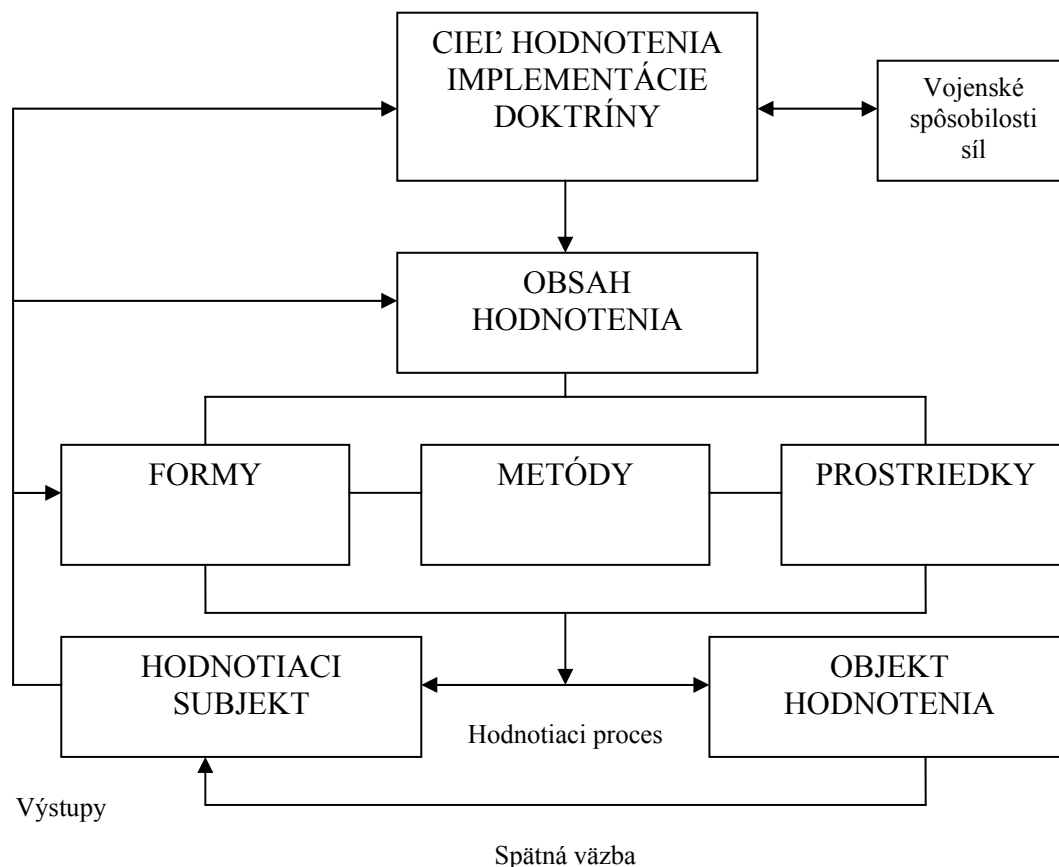 CIEĽ HODNOTENIA
IMPLEMENTÁCIE
DOKTRÍNY
Vojenské
spôsobilosti
síl
OBSAH
HODNOTENIA
FORMY
METÓDY
PROSTRIEDKY
HODNOTIACI
SUBJEKT
OBJEKT
HODNOTENIA
Hodnotiaci proces
Výstupy
Spätná väzba